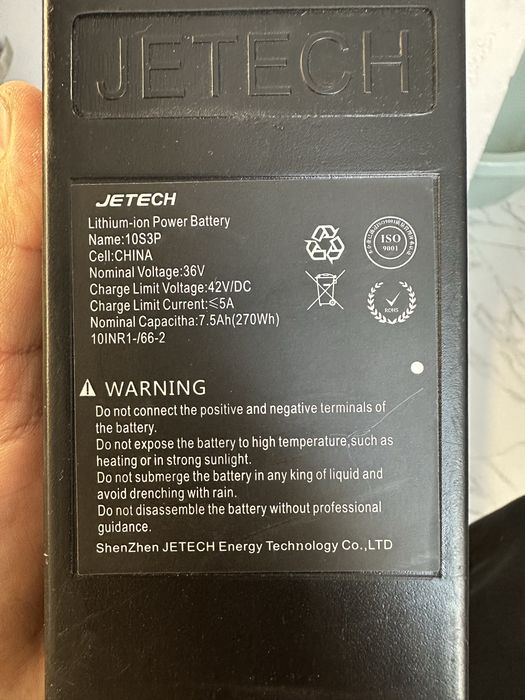 JETECH
JETECH
Lithium-ion Power Battery
Name:10S3P
Cell:CHINA
Nominal Voltage:36V
Charge Limit Voltage:42V/DC
Charge Limit Current:≤5A
Nominal Capacitha:7.5Ah(270Wh)
10INR1-/66-2
ISO
9001
ROHS
WARNING
Do not connect the positive and negative terminals of
the battery.
Do not expose the battery to high temperature,such as
heating or in strong sunlight.
Do not submerge the battery in any king of liquid and
avoid drenching with rain.
Do not disassemble the battery without professional
guidance.
ShenZhen JETECH Energy Technology Co.,LTD